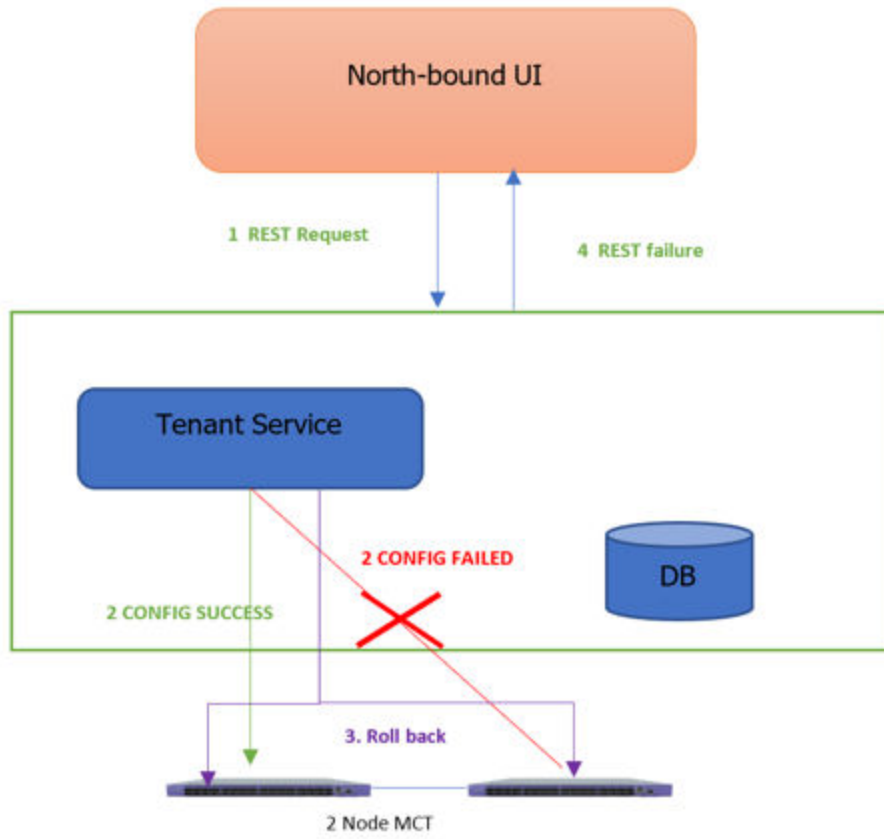 North-bound UI
1 REST Request
4 REST failure
Tenant Service
2 CONFIG FAILED
DB
2 CONFIG SUCCESS
3. Roll back
2 Node MCT